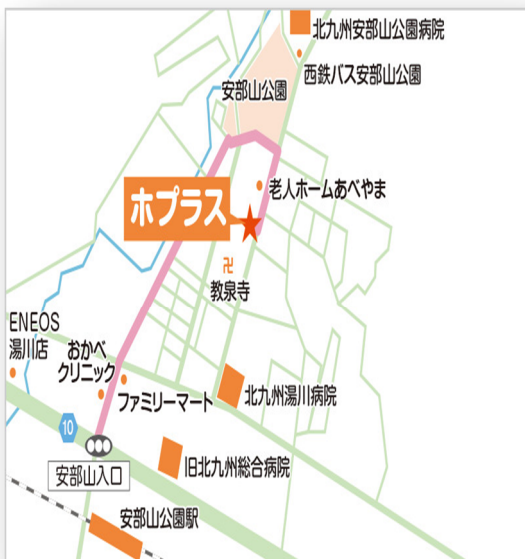 北九州安部山公園病院
西鉄バス安部山公園
安部山公園
老人ホームあべやま
ホプラス
卍
教泉寺
ENEOS
湯川店
おかべ
クリニック
ファミリーマート
北九州湯川病院
10
旧北九州総合病院
安部山入口
安部山公園駅